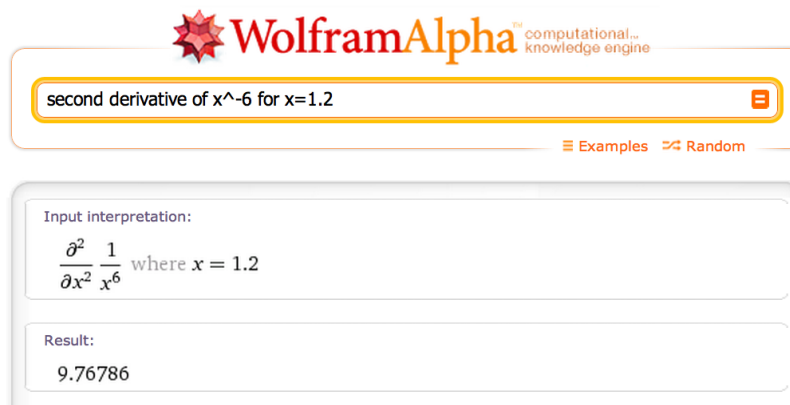 WolframAlpha™ computational... knowledge engine
second derivative of x^-6 for x=1.2
Examples Random
Input interpretation:
∂²/∂x² 1/x⁶ where x = 1.2
Result:
9.76786